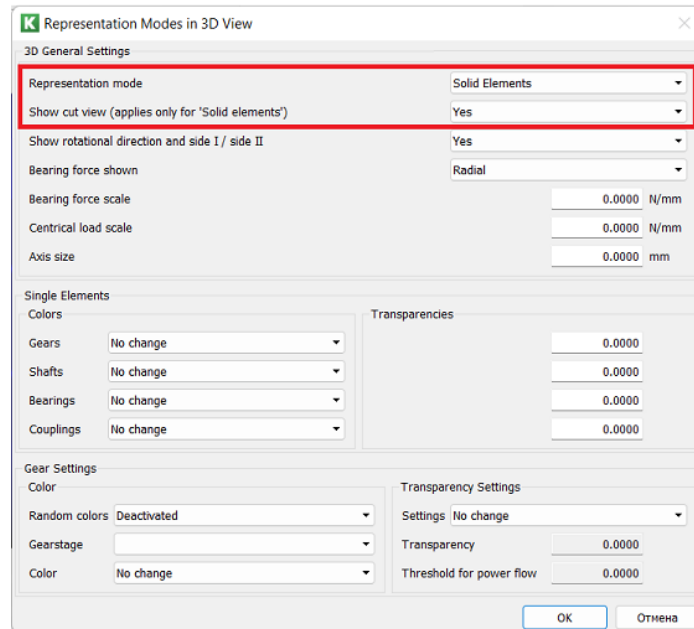 K Representation Modes in 3D View
3D General Settings
Representation mode Solid Elements
Show cut view (applies only for 'Solid elements') Yes
Show rotational direction and side I / side II Yes
Bearing force shown Radial
Bearing force scale 0.0000 N/mm
Centrical load scale 0.0000 N/mm
Axis size 0.0000 mm
Single Elements
Colors Transparencies
Gears No change 0.0000
Shafts No change 0.0000
Bearings No change 0.0000
Couplings No change 0.0000
Gear Settings
Color Transparency Settings
Random colors Deactivated Settings No change
Gearstage Transparency 0.0000
Color No change Threshold for power flow 0.0000
OK Отмена